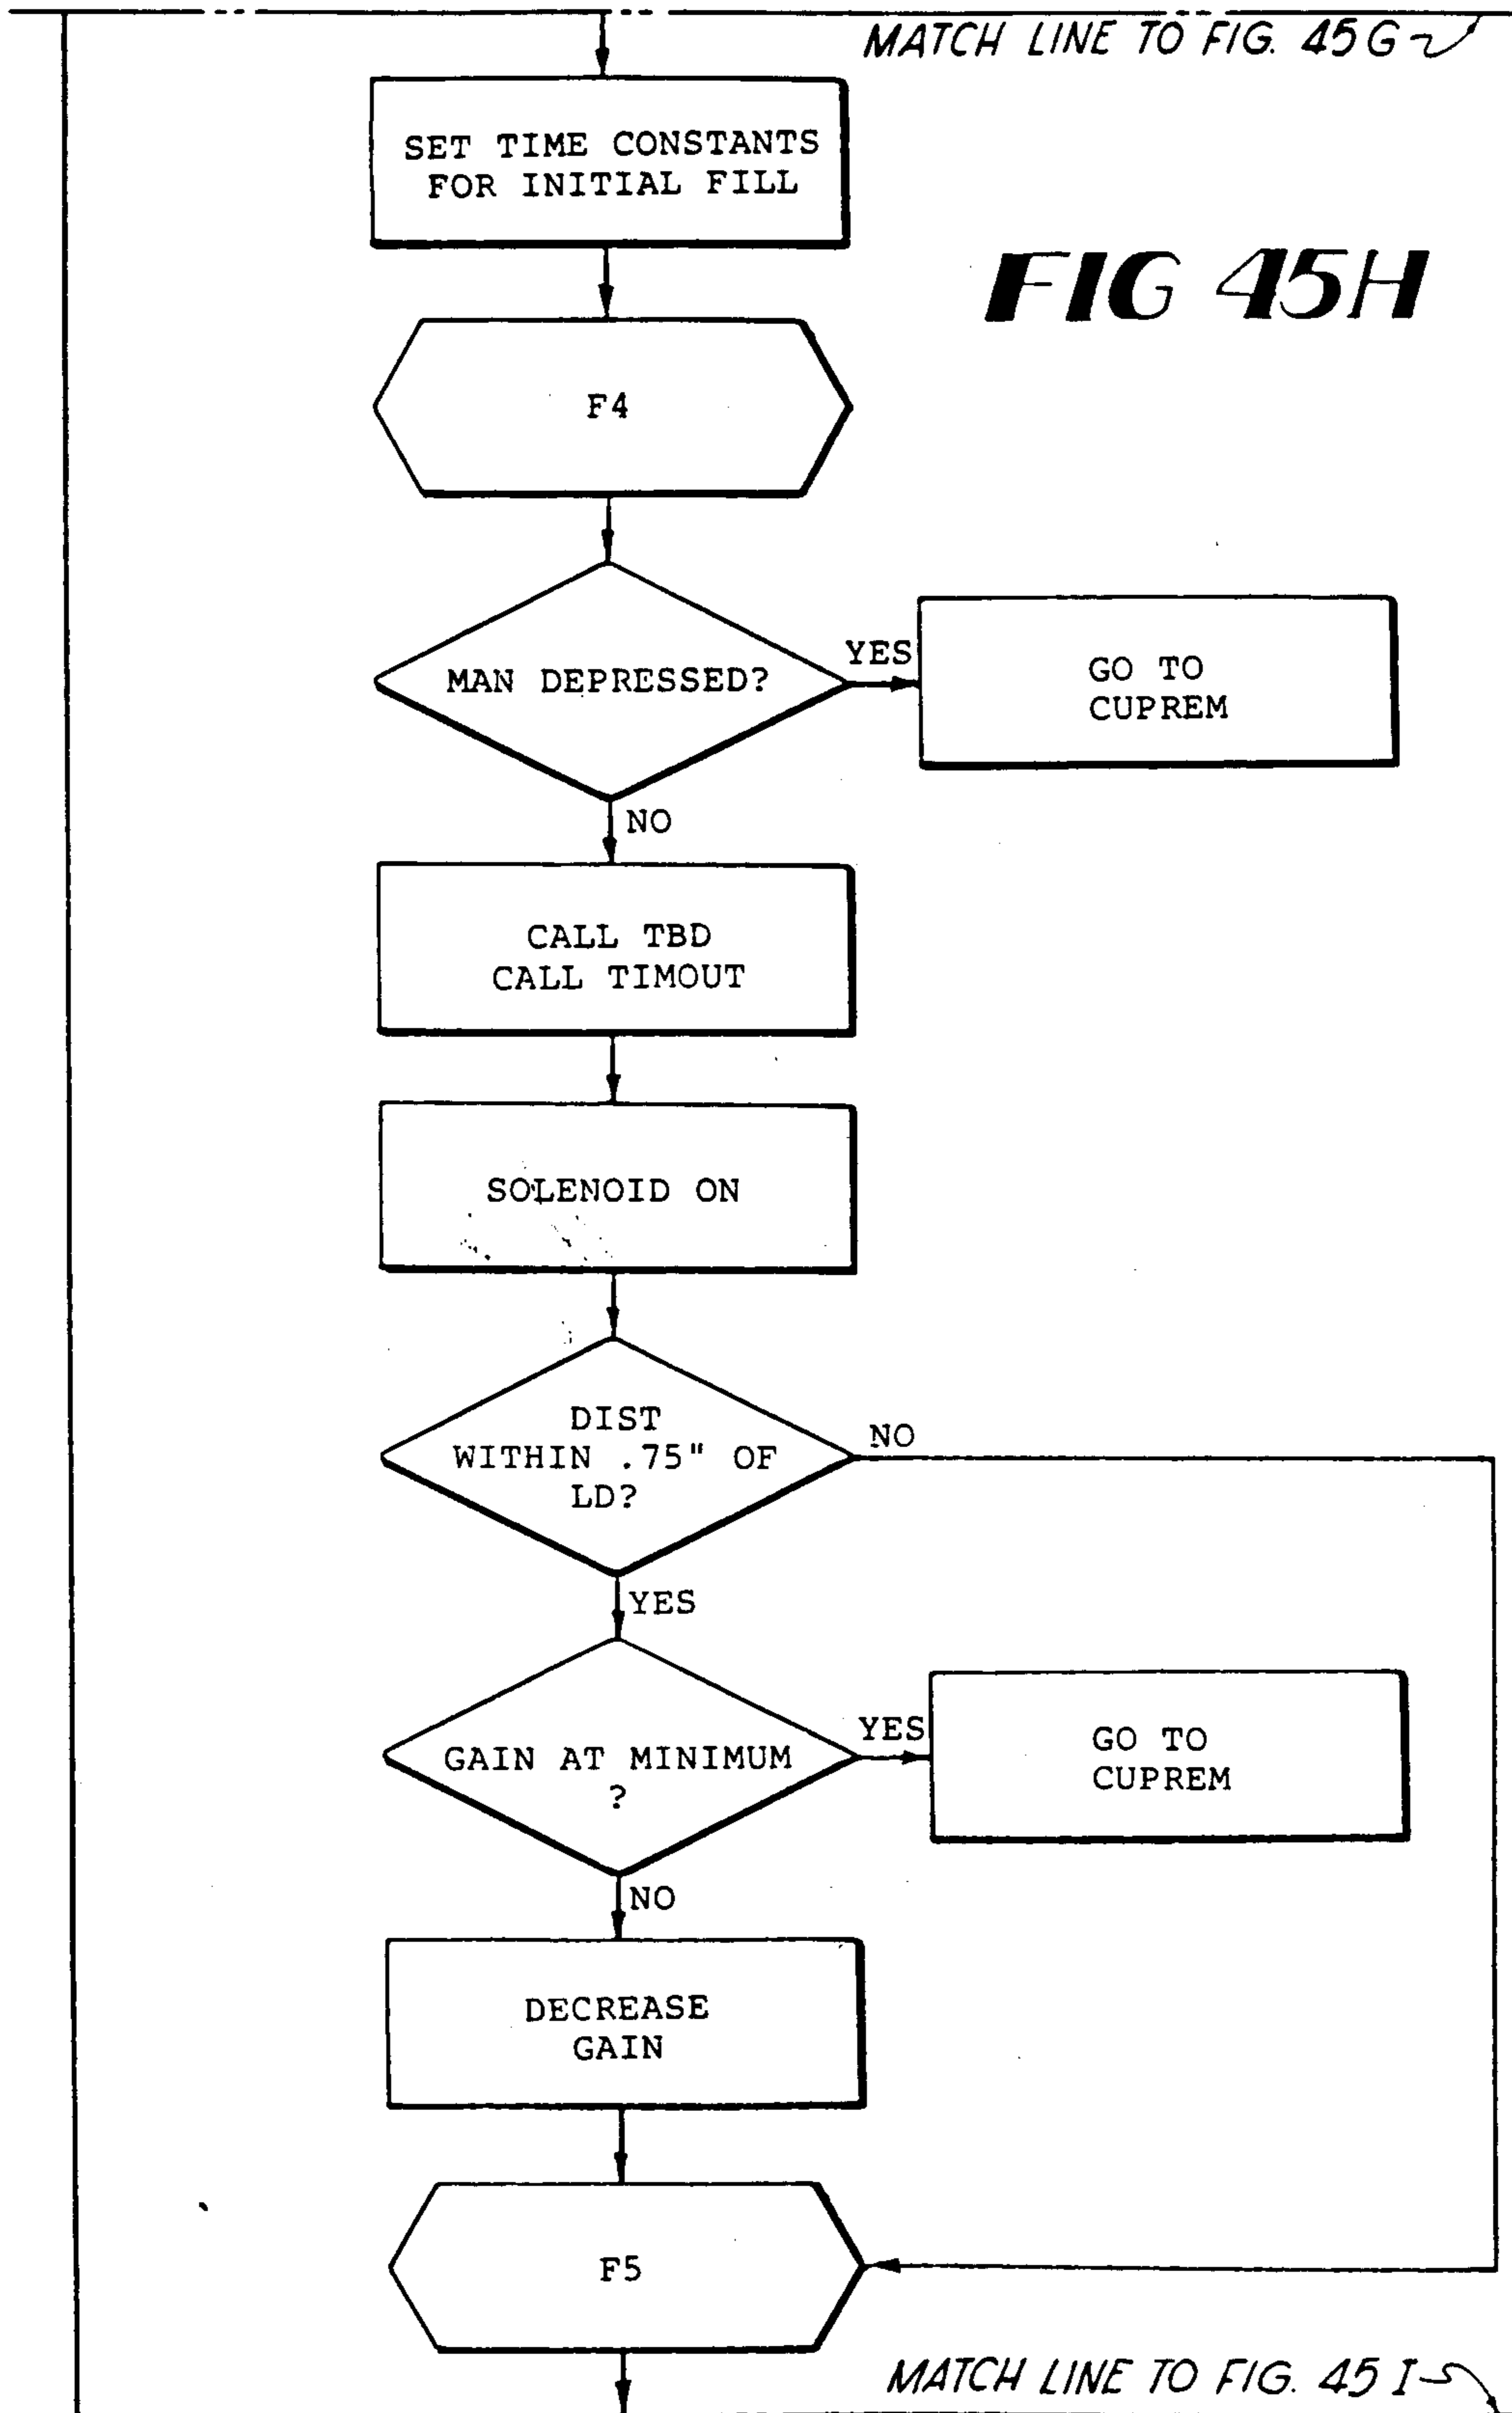 MATCH LINE TO FIG. 45G
SET TIME CONSTANTS
FOR INITIAL FILL
FIG 45H
F4
MAN DEPRESSED?
YES
GO TO
CUPREM
NO
CALL TBD
CALL TIMOUT
SOLENOID ON
DIST
WITHIN .75" OF
LD?
NO
YES
GAIN AT MINIMUM
?
YES
GO TO
CUPREM
NO
DECREASE
GAIN
F5
MATCH LINE TO FIG. 45 I